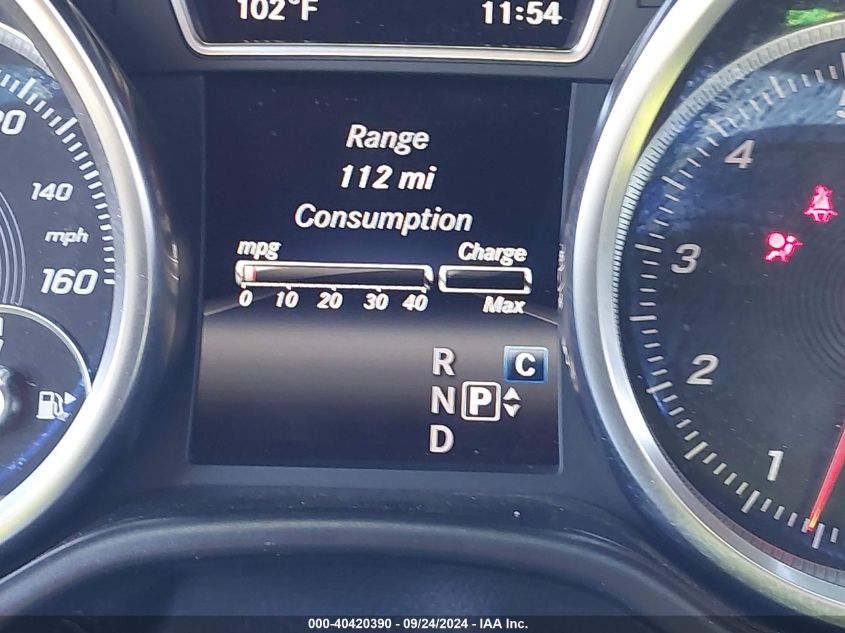 102°F 11:54
Range
112 mi
Consumption
mpg Charge
0 10 20 30 40 Max
R C
N P
D
140
mph
160
4
3
2
1
000-40420390 - 09/24/2024 - IAA Inc.